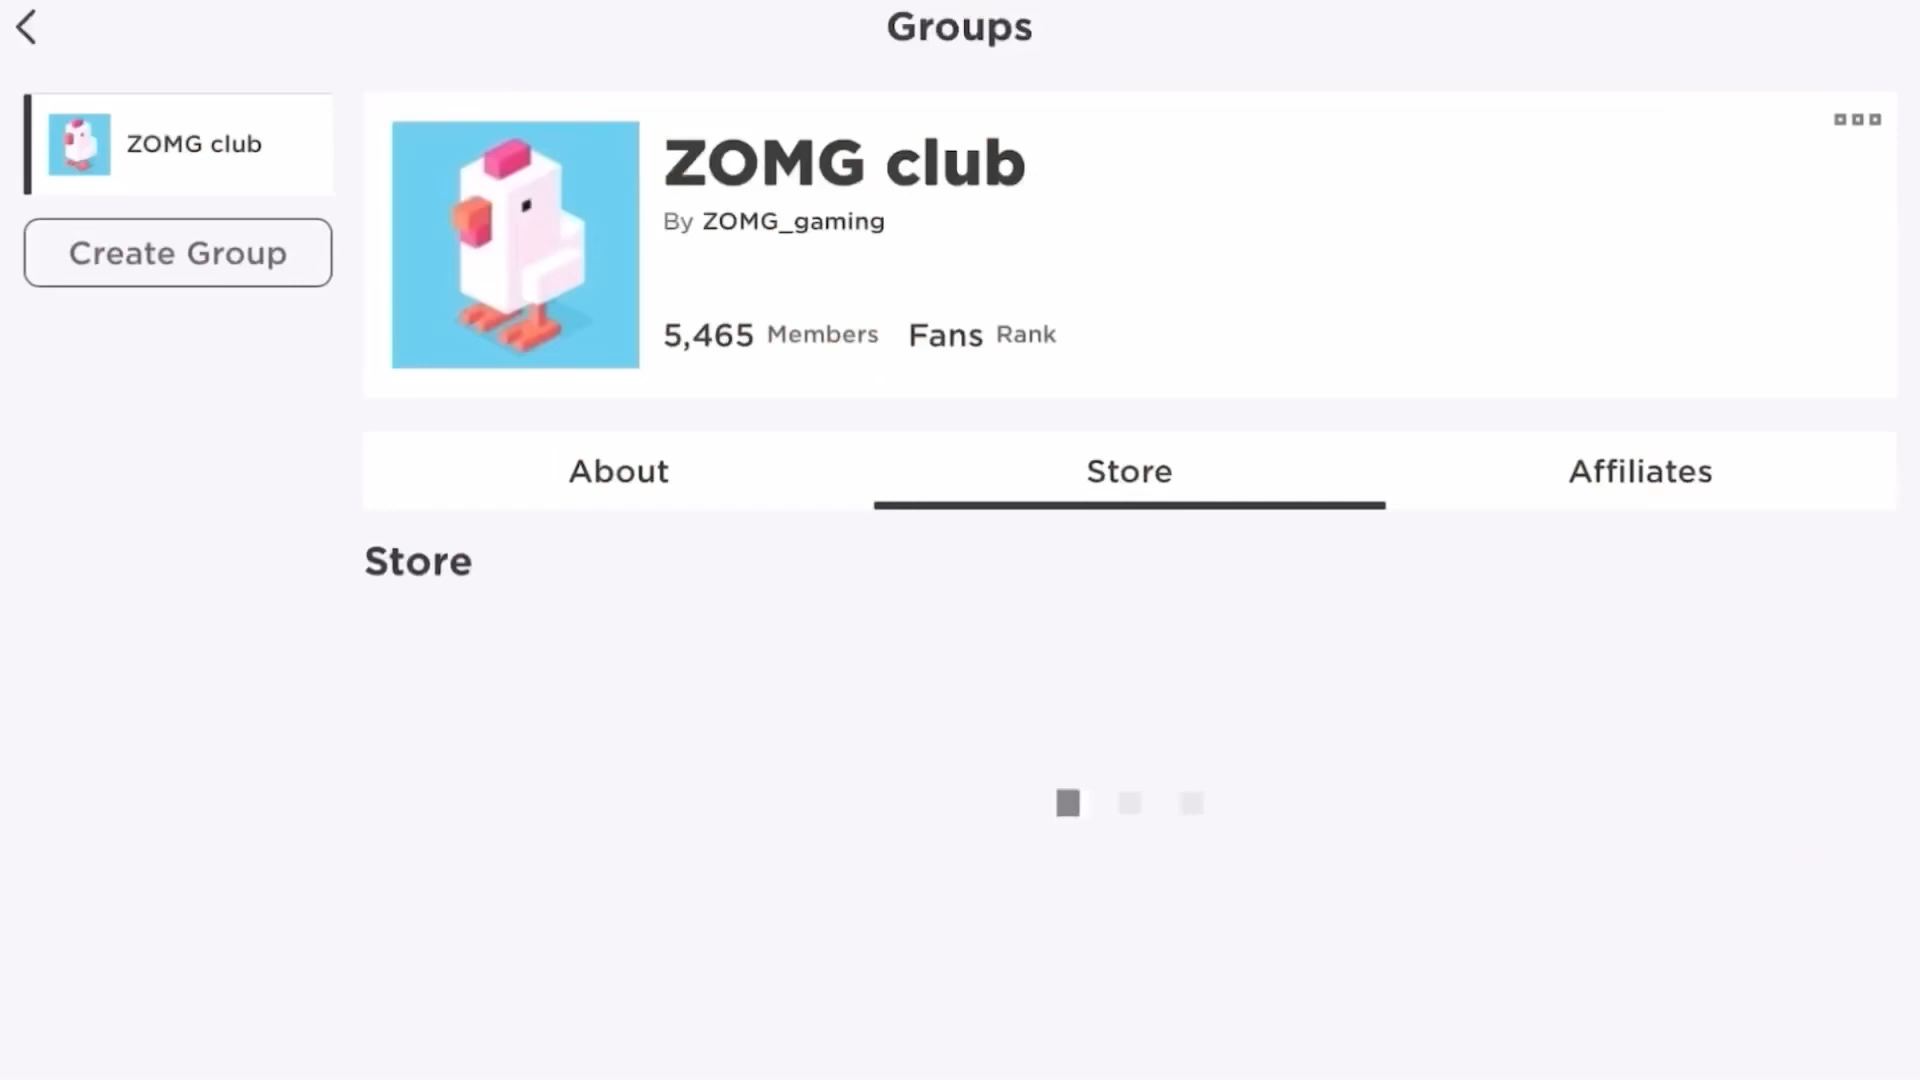 Groups
ZOMG club
Create Group
ZOMG club
By ZOMG_gaming
5,465 Members Fans Rank
About Store Affiliates
Store